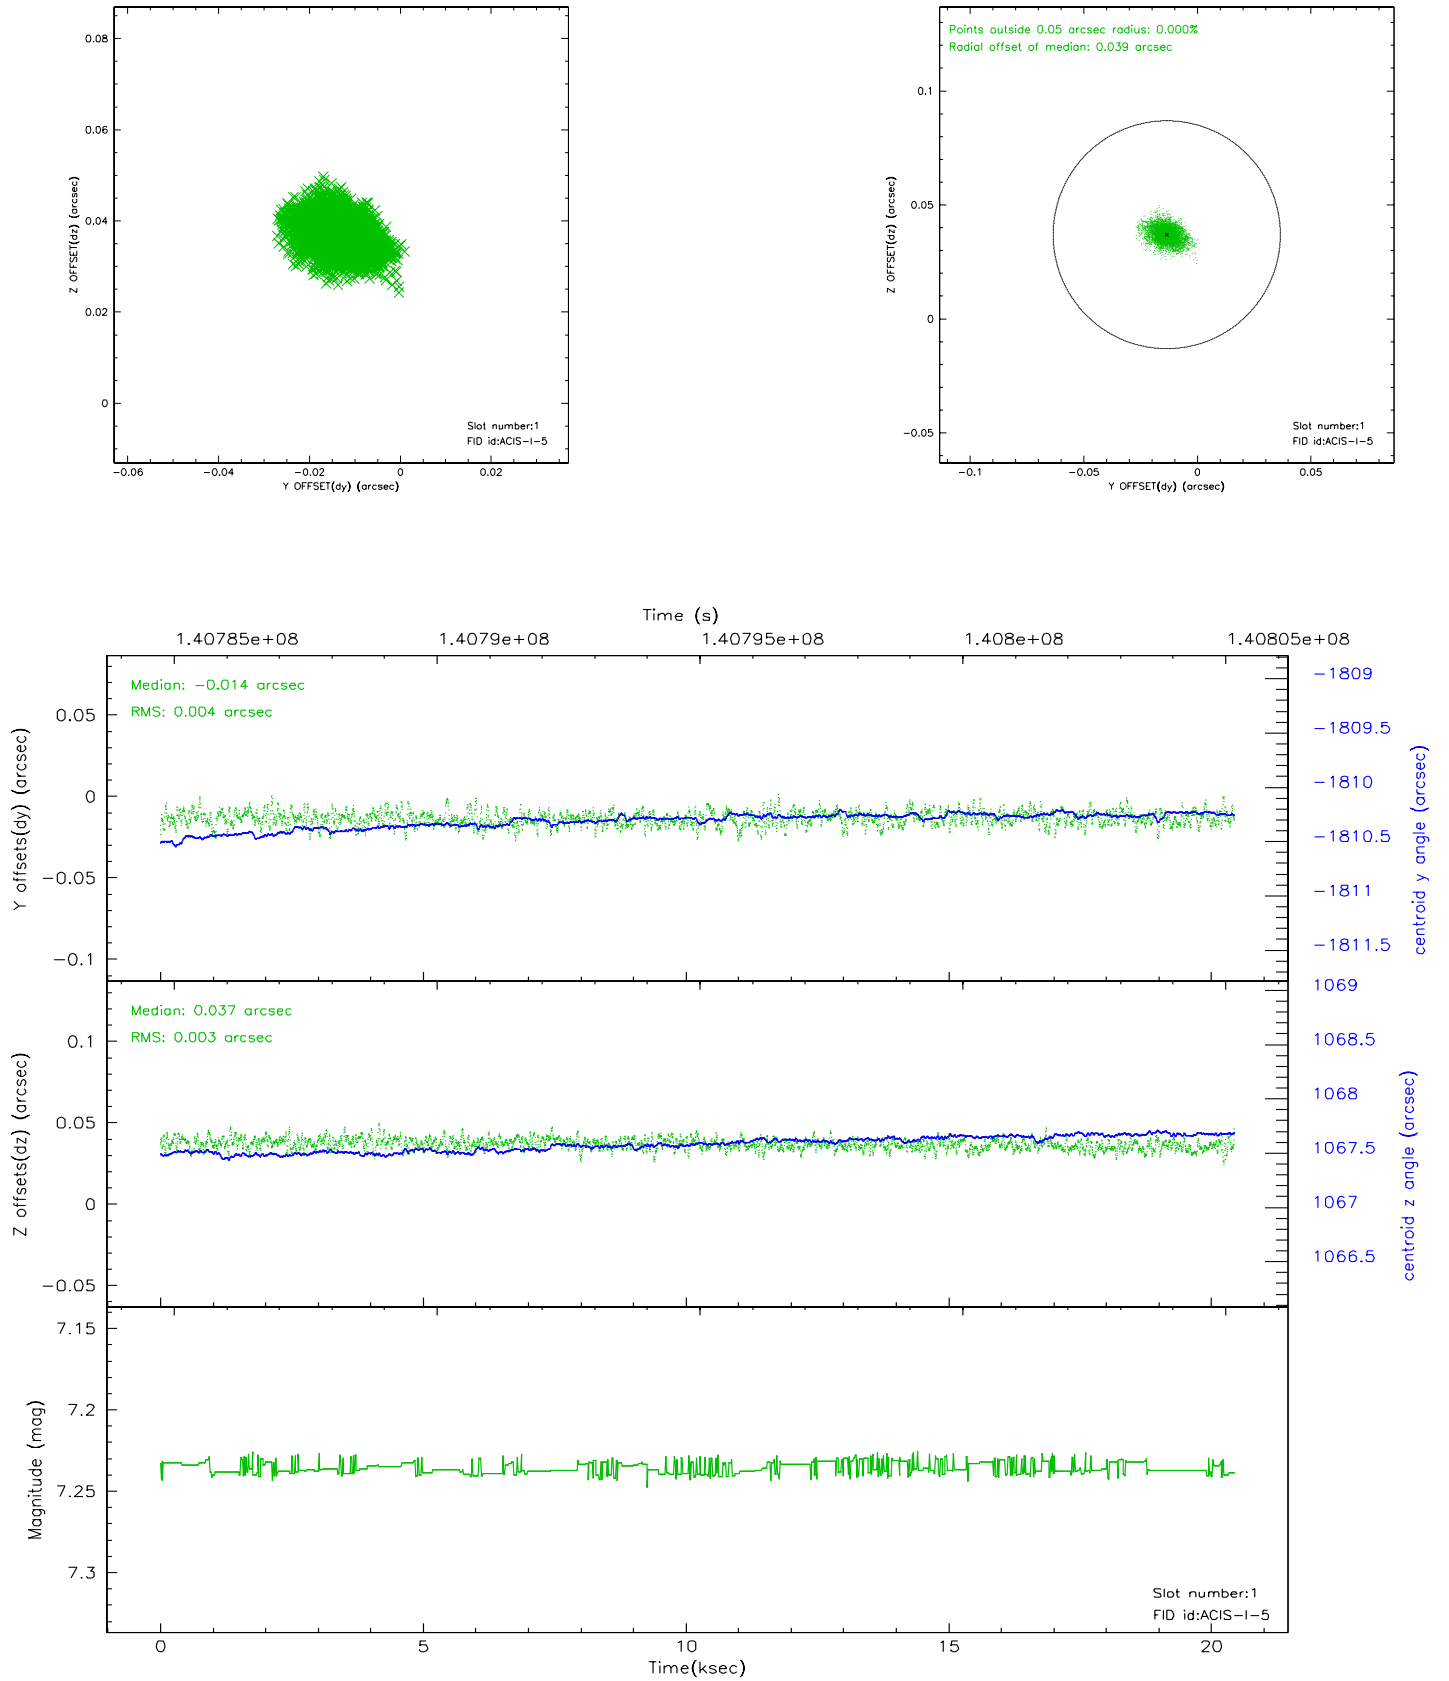 0.08
0.06
0.04
0.02
0
Z OFFSET(dz) (arcsec)
Slot number:1
FID id:ACIS-I-5
-0.06 -0.04 -0.02 0 0.02
Y OFFSET(dy) (arcsec)
Points outside 0.05 arcsec radius: 0.000%
Radial offset of median: 0.039 arcsec
0.1
0.05
0
-0.05
Z OFFSET(dz) (arcsec)
Slot number:1
FID id:ACIS-I-5
-0.1 -0.05 0 0.05
Y OFFSET(dy) (arcsec)
Time (s)
1.40785e+08 1.4079e+08 1.40795e+08 1.408e+08 1.40805e+08
Median: -0.014 arcsec
RMS: 0.004 arcsec
0.05
0
-0.05
-0.1
Y offsets(dy) (arcsec)
-1809
-1809.5
-1810
-1810.5
-1811
-1811.5
centroid y angle (arcsec)
Median: 0.037 arcsec
RMS: 0.003 arcsec
0.1
0.05
0
-0.05
Z offsets(dz) (arcsec)
1069
1068.5
1068
1067.5
1067
1066.5
centroid z angle (arcsec)
7.15
7.2
7.25
7.3
Magnitude (mag)
Slot number:1
FID id:ACIS-I-5
0 5 10 15 20
Time(ksec)